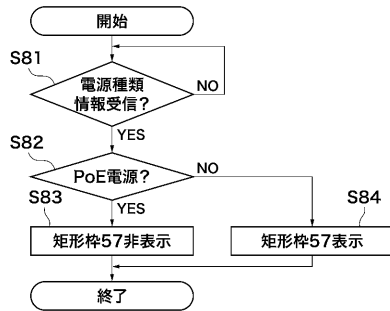 開始
S81
電源種類
情報受信？
NO
YES
S82
PoE電源？
NO
YES
S83
矩形枠57非表示
S84
矩形枠57表示
終了